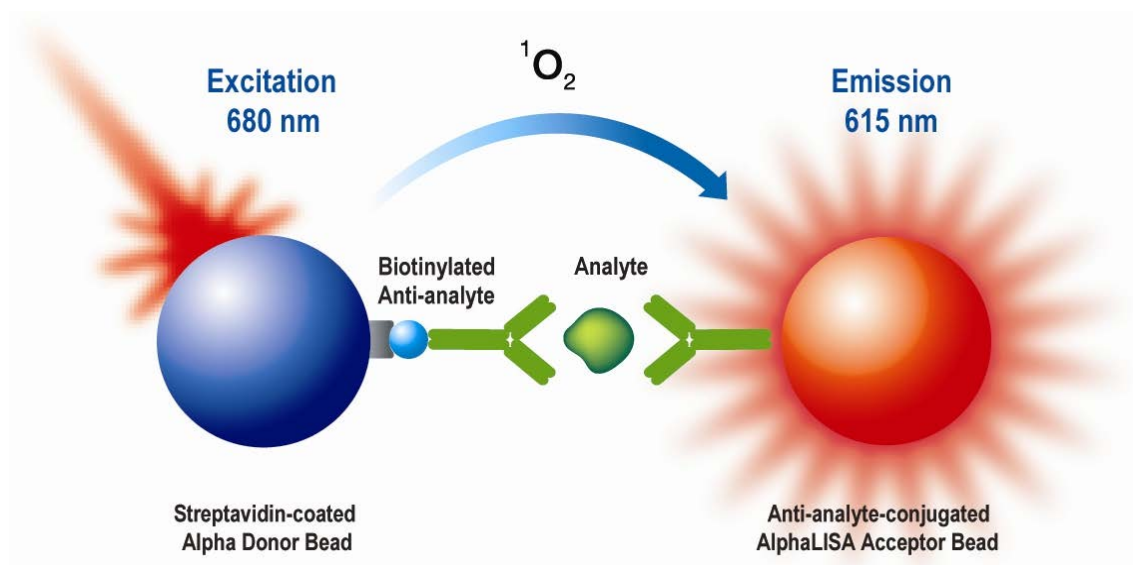 Excitation
680 nm
¹O₂
Emission
615 nm
Biotinylated
Anti-analyte
Analyte
Streptavidin-coated
Alpha Donor Bead
Anti-analyte-conjugated
AlphaLISA Acceptor Bead